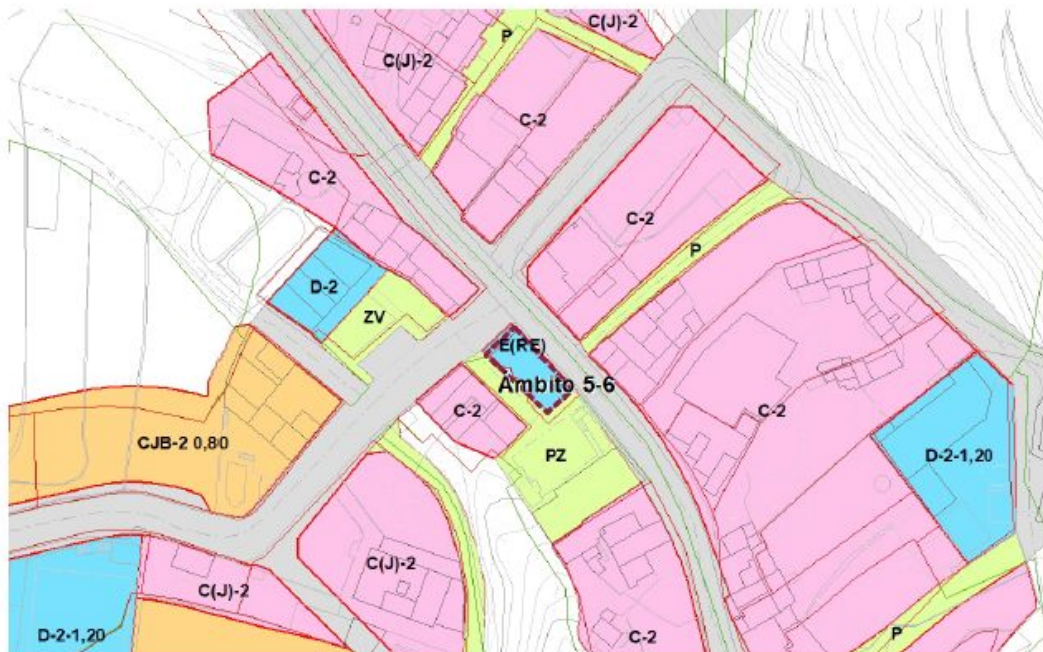 C(J)-2
P
C(J)-2
C-2
C-2
C-2
P
D-2
ZV
E(RE)
Ambito 5-6
C-2
C-2
CJB-2 0,80
PZ
D-2-1,20
C(J)-2
C(J)-2
D-2-1,20
C-2
P